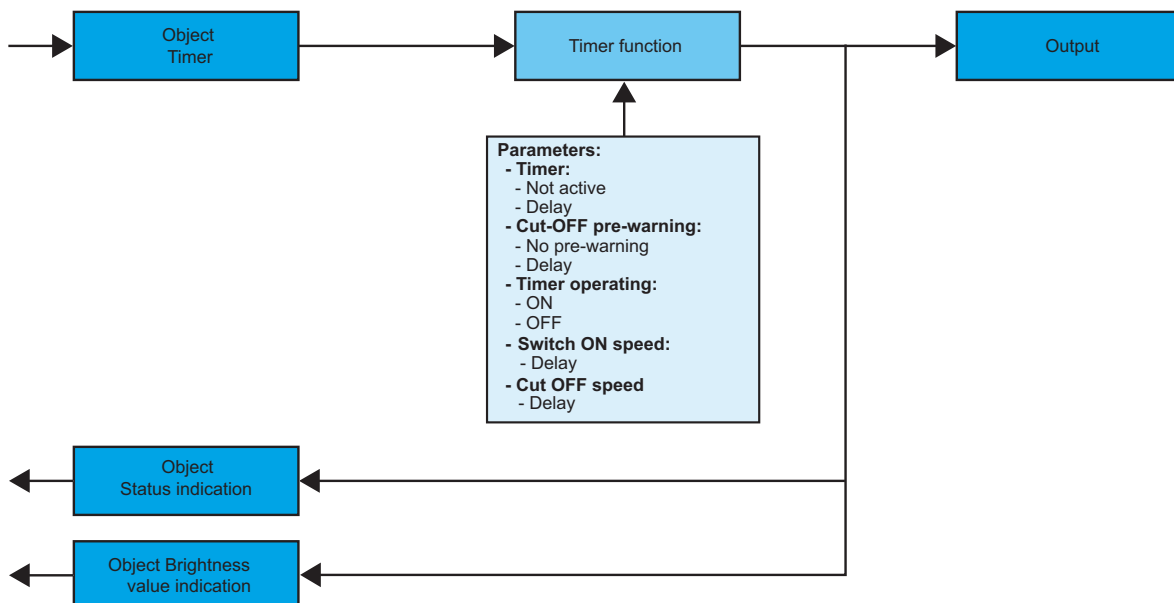 Object
Timer
Timer function
Output
Parameters:
- Timer:
- Not active
- Delay
- Cut-OFF pre-warning:
- No pre-warning
- Delay
- Timer operating:
- ON
- OFF
- Switch ON speed:
- Delay
- Cut OFF speed
- Delay
Object
Status indication
Object Brightness
value indication